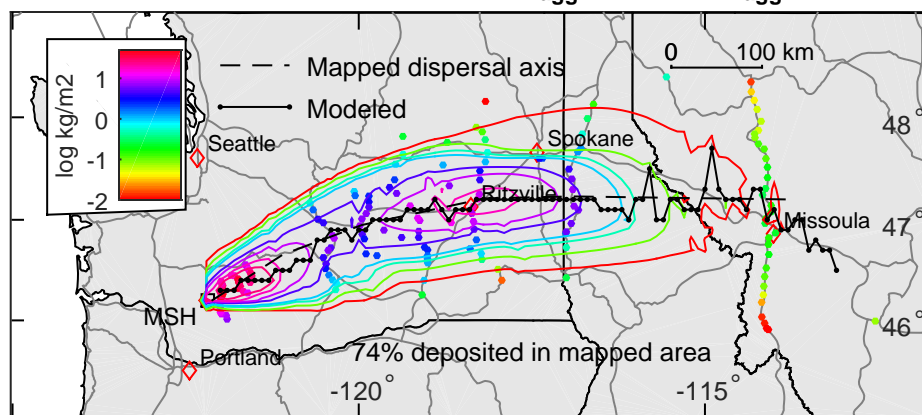 0 100 km
Mapped dispersal axis
Modeled
log kg/m2
1
0
-1
-2
Seattle
Spokane
Ritzville
Missoula
MSH
Portland
74% deposited in mapped area
48°
47°
46°
-120°
-115°